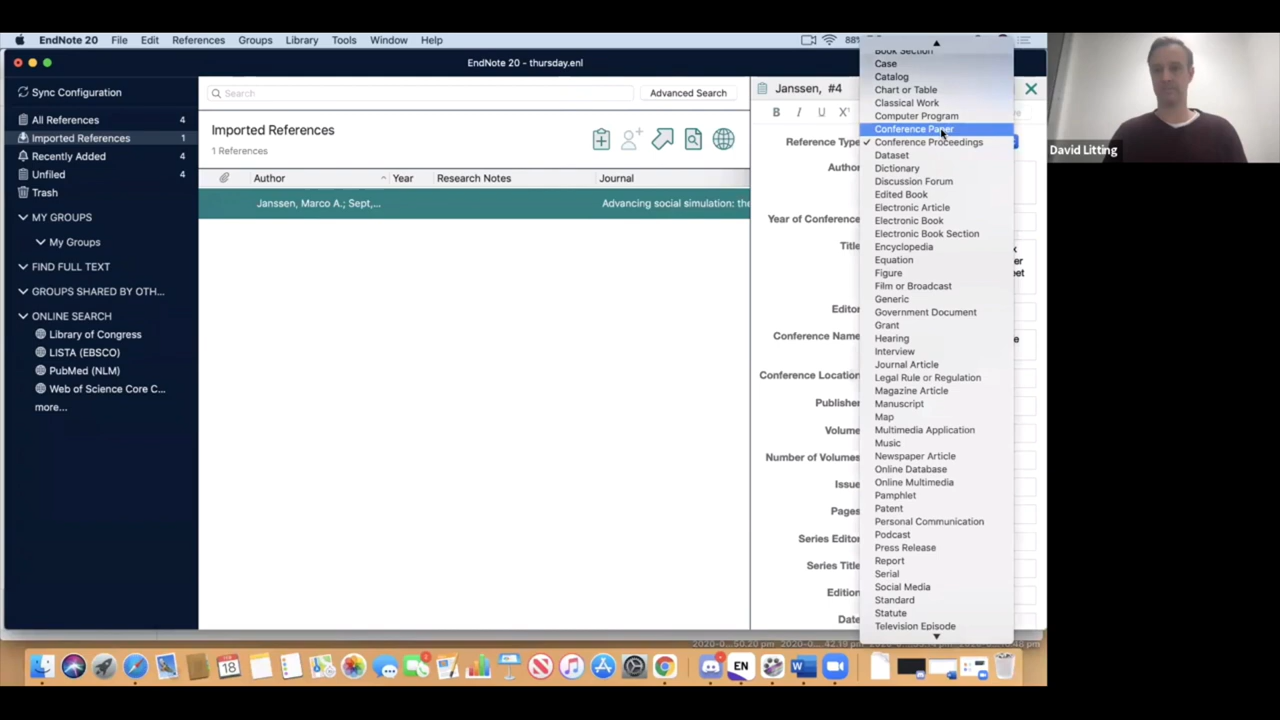 EndNote 20 File Edit References Groups Library Tools Window Help
88%
EndNote 20 - thursday.enl
Sync Configuration
All References 4
Imported References 1
Recently Added 4
Unfiled 4
Trash
MY GROUPS
My Groups
FIND FULL TEXT
GROUPS SHARED BY OTH...
ONLINE SEARCH
Library of Congress
LISTA (EBSCO)
PubMed (NLM)
Web of Science Core C...
more...
Search
Advanced Search
Imported References
1 References
Author Year Research Notes Journal
Janssen, Marco A.; Sept,... Advancing social simulation: the
Janssen, #4
B I U X¹
Reference Type
Author
Year of Conference
Title
Editor
Conference Name
Conference Location
Publisher
Volume
Number of Volumes
Issue
Pages
Series Editor
Series Title
Edition
Date
Book Section
Case
Catalog
Chart or Table
Classical Work
Computer Program
Conference Paper
Conference Proceedings
Dataset
Dictionary
Discussion Forum
Edited Book
Electronic Article
Electronic Book
Electronic Book Section
Encyclopedia
Equation
Figure
Film or Broadcast
Generic
Government Document
Grant
Hearing
Interview
Journal Article
Legal Rule or Regulation
Magazine Article
Manuscript
Map
Multimedia Application
Music
Newspaper Article
Online Database
Online Multimedia
Pamphlet
Patent
Personal Communication
Podcast
Press Release
Report
Serial
Social Media
Standard
Statute
Television Episode
David Litting
18
EN